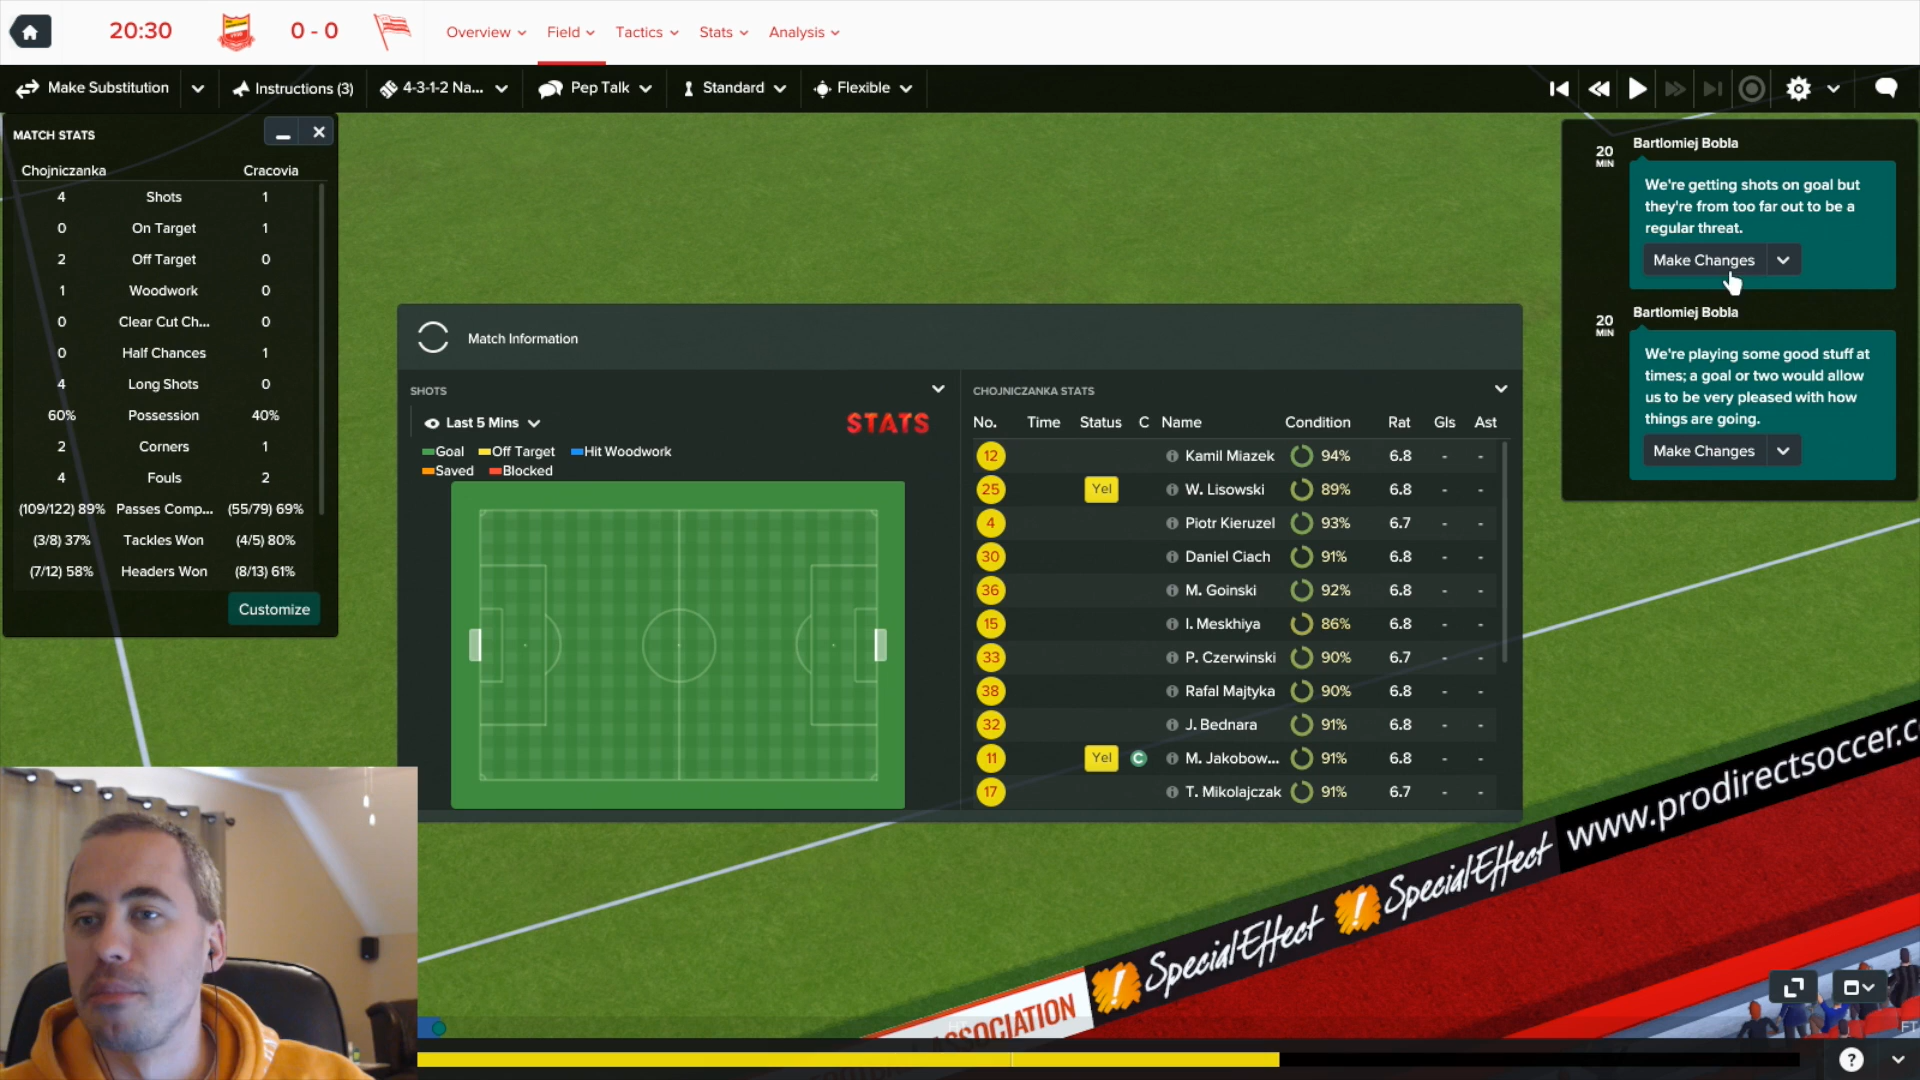 20:30
0 - 0
Overview
Field
Tactics
Stats
Analysis
Make Substitution
Instructions (3)
4-3-1-2 Na...
Pep Talk
Standard
Flexible
MATCH STATS
Chojniczanka Cracovia
4 Shots 1
0 On Target 1
2 Off Target 0
1 Woodwork 0
0 Clear Cut Ch... 0
0 Half Chances 1
4 Long Shots 0
60% Possession 40%
2 Corners 1
4 Fouls 2
(109/122) 89% Passes Comp... (55/79) 69%
(3/8) 37% Tackles Won (4/5) 80%
(7/12) 58% Headers Won (8/13) 61%
Customize
Match Information
SHOTS
Last 5 Mins
STATS
Goal Off Target Hit Woodwork
Saved Blocked
CHOJNICZANKA STATS
No. Time Status C Name Condition Rat Gls Ast
12 Kamil Miazek 94% 6.8 - -
25 Yel W. Lisowski 89% 6.8 - -
4 Piotr Kieruzel 93% 6.7 - -
30 Daniel Ciach 91% 6.8 - -
36 M. Goinski 92% 6.8 - -
15 I. Meskhiya 86% 6.8 - -
33 P. Czerwinski 90% 6.7 - -
38 Rafal Majtyka 90% 6.8 - -
32 J. Bednara 91% 6.8 - -
11 Yel C M. Jakobow... 91% 6.8 - -
17 T. Mikolajczak 91% 6.7 - -
20 MIN
Bartlomiej Bobla
We're getting shots on goal but
they're from too far out to be a
regular threat.
Make Changes
20 MIN
Bartlomiej Bobla
We're playing some good stuff at
times; a goal or two would allow
us to be very pleased with how
things are going.
Make Changes
www.prodirectsoccer.c
SpecialEffect
SpecialEffect
FT
?